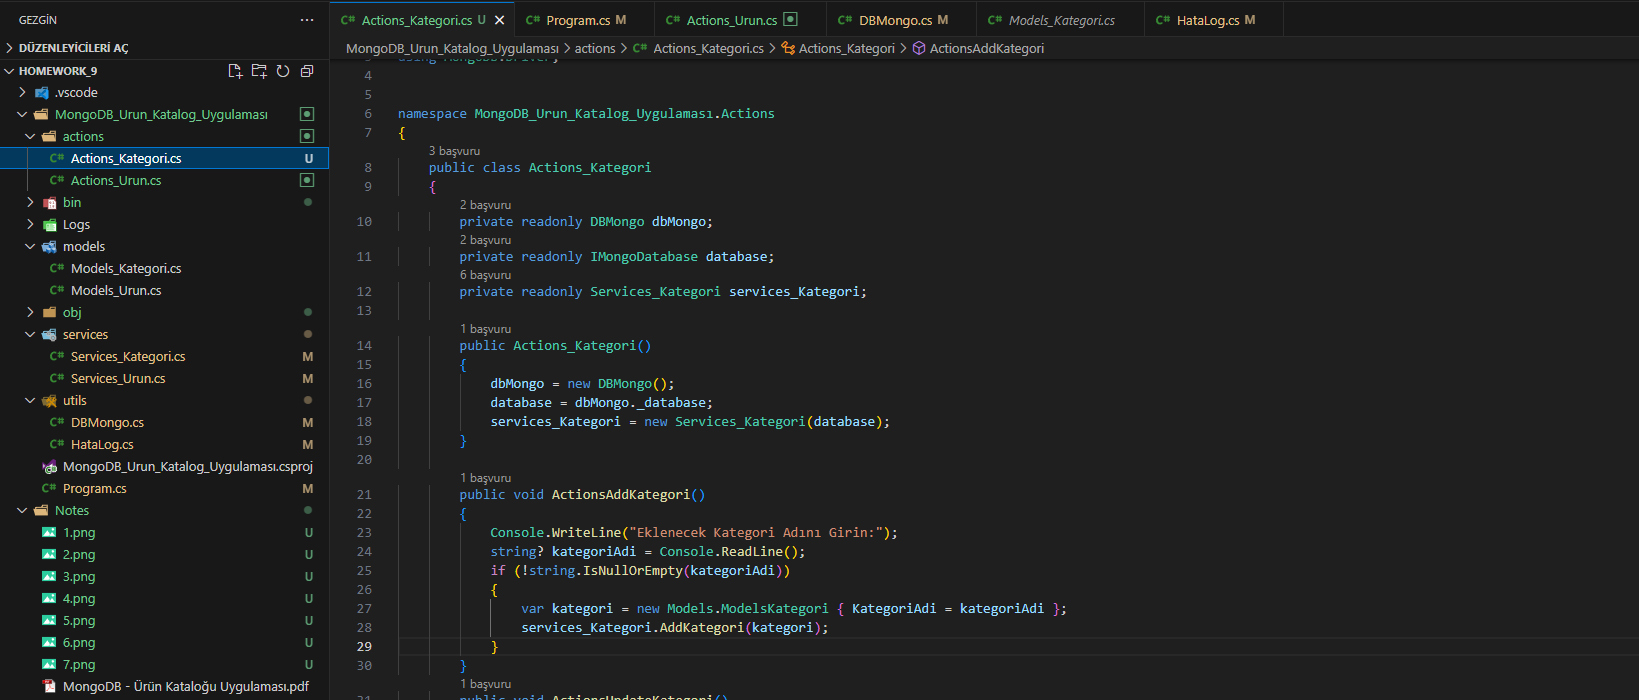 GEZGİN ···
DÜZENLEYİCİLERİ AÇ
HOMEWORK_9
.vscode
MongoDB_Urun_Katalog_Uygulaması
actions
Actions_Kategori.cs U
Actions_Urun.cs
bin
Logs
models
Models_Kategori.cs
Models_Urun.cs
obj
services
Services_Kategori.cs M
Services_Urun.cs M
utils
DBMongo.cs M
HataLog.cs M
MongoDB_Urun_Katalog_Uygulaması.csproj
Program.cs M
Notes
1.png U
2.png U
3.png U
4.png U
5.png U
6.png U
7.png U
MongoDB - Ürün Kataloğu Uygulaması.pdf
C# Actions_Kategori.cs U C# Program.cs M C# Actions_Urun.cs C# DBMongo.cs M C# Models_Kategori.cs C# HataLog.cs M
MongoDB_Urun_Katalog_Uygulaması > actions > C# Actions_Kategori.cs > Actions_Kategori > ActionsAddKategori
3 using MongoDB.Driver;
4
5
6 namespace MongoDB_Urun_Katalog_Uygulaması.Actions
7 {
3 başvuru
8 public class Actions_Kategori
9 {
2 başvuru
10 private readonly DBMongo dbMongo;
2 başvuru
11 private readonly IMongoDatabase database;
6 başvuru
12 private readonly Services_Kategori services_Kategori;
13
1 başvuru
14 public Actions_Kategori()
15 {
16 dbMongo = new DBMongo();
17 database = dbMongo._database;
18 services_Kategori = new Services_Kategori(database);
19 }
20
1 başvuru
21 public void ActionsAddKategori()
22 {
23 Console.WriteLine("Eklenecek Kategori Adını Girin:");
24 string? kategoriAdi = Console.ReadLine();
25 if (!string.IsNullOrEmpty(kategoriAdi))
26 {
27 var kategori = new Models.ModelsKategori { KategoriAdi = kategoriAdi };
28 services_Kategori.AddKategori(kategori);
29 }
30 }
1 başvuru
31 public void ActionsUpdateKategori()